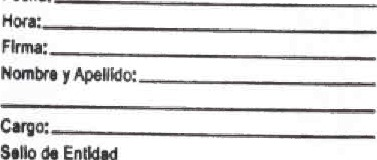 Hora:
Firma:
Nombre y Apellido:
Cargo:
Sello de Entidad